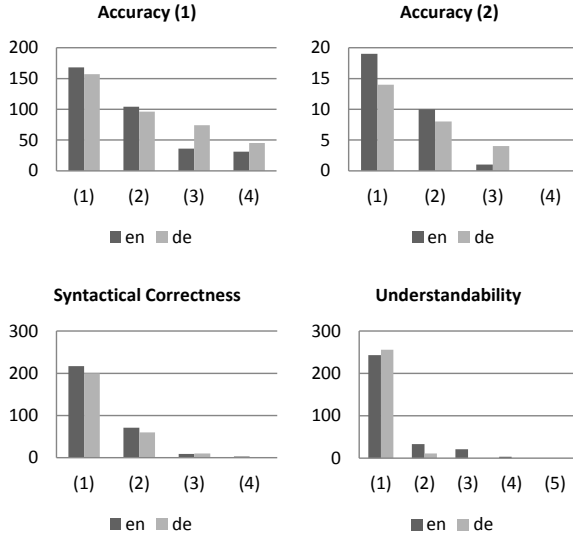 Accuracy (1)
200
150
100
50
0
(1) (2) (3) (4)
en de
Accuracy (2)
20
15
10
5
0
(1) (2) (3) (4)
en de
Syntactical Correctness
300
200
100
0
(1) (2) (3) (4)
en de
Understandability
300
200
100
0
(1) (2) (3) (4) (5)
en de